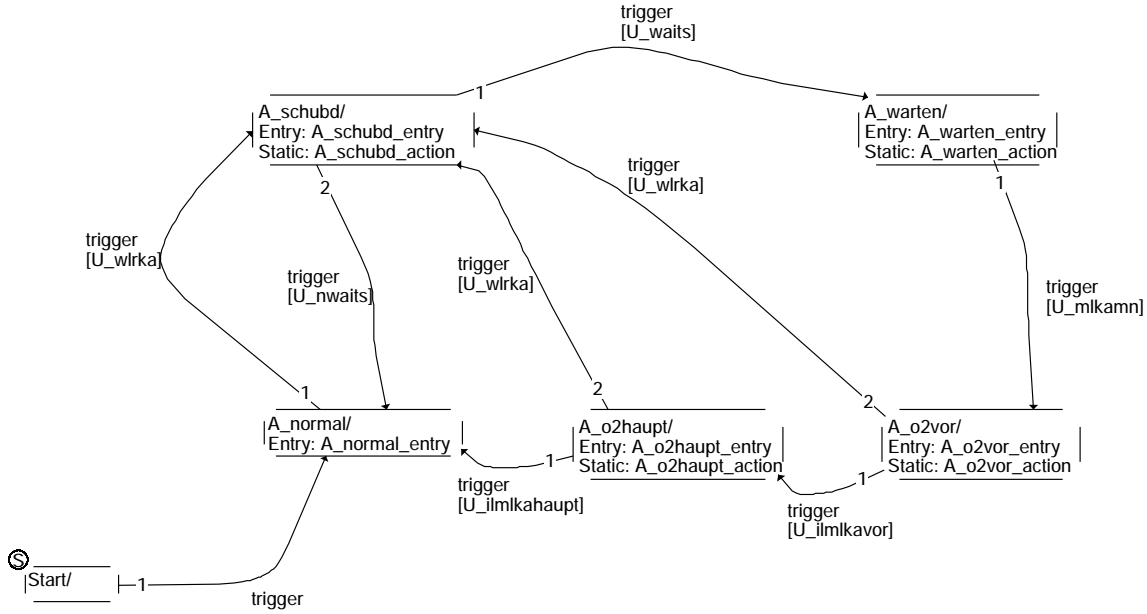 trigger
[U_waits]
1
A_schubd/
Entry: A_schubd_entry
Static: A_schubd_action
A_warten/
Entry: A_warten_entry
Static: A_warten_action
2
1
trigger
[U_wlrka]
trigger
[U_wlrka]
trigger
[U_wlrka]
trigger
[U_nwaits]
trigger
[U_mlkamn]
1
2
2
A_normal/
Entry: A_normal_entry
A_o2haupt/
Entry: A_o2haupt_entry
Static: A_o2haupt_action
A_o2vor/
Entry: A_o2vor_entry
Static: A_o2vor_action
1
1
trigger
[U_ilmlkahaupt]
trigger
[U_ilmlkavor]
S
Start/
1
trigger